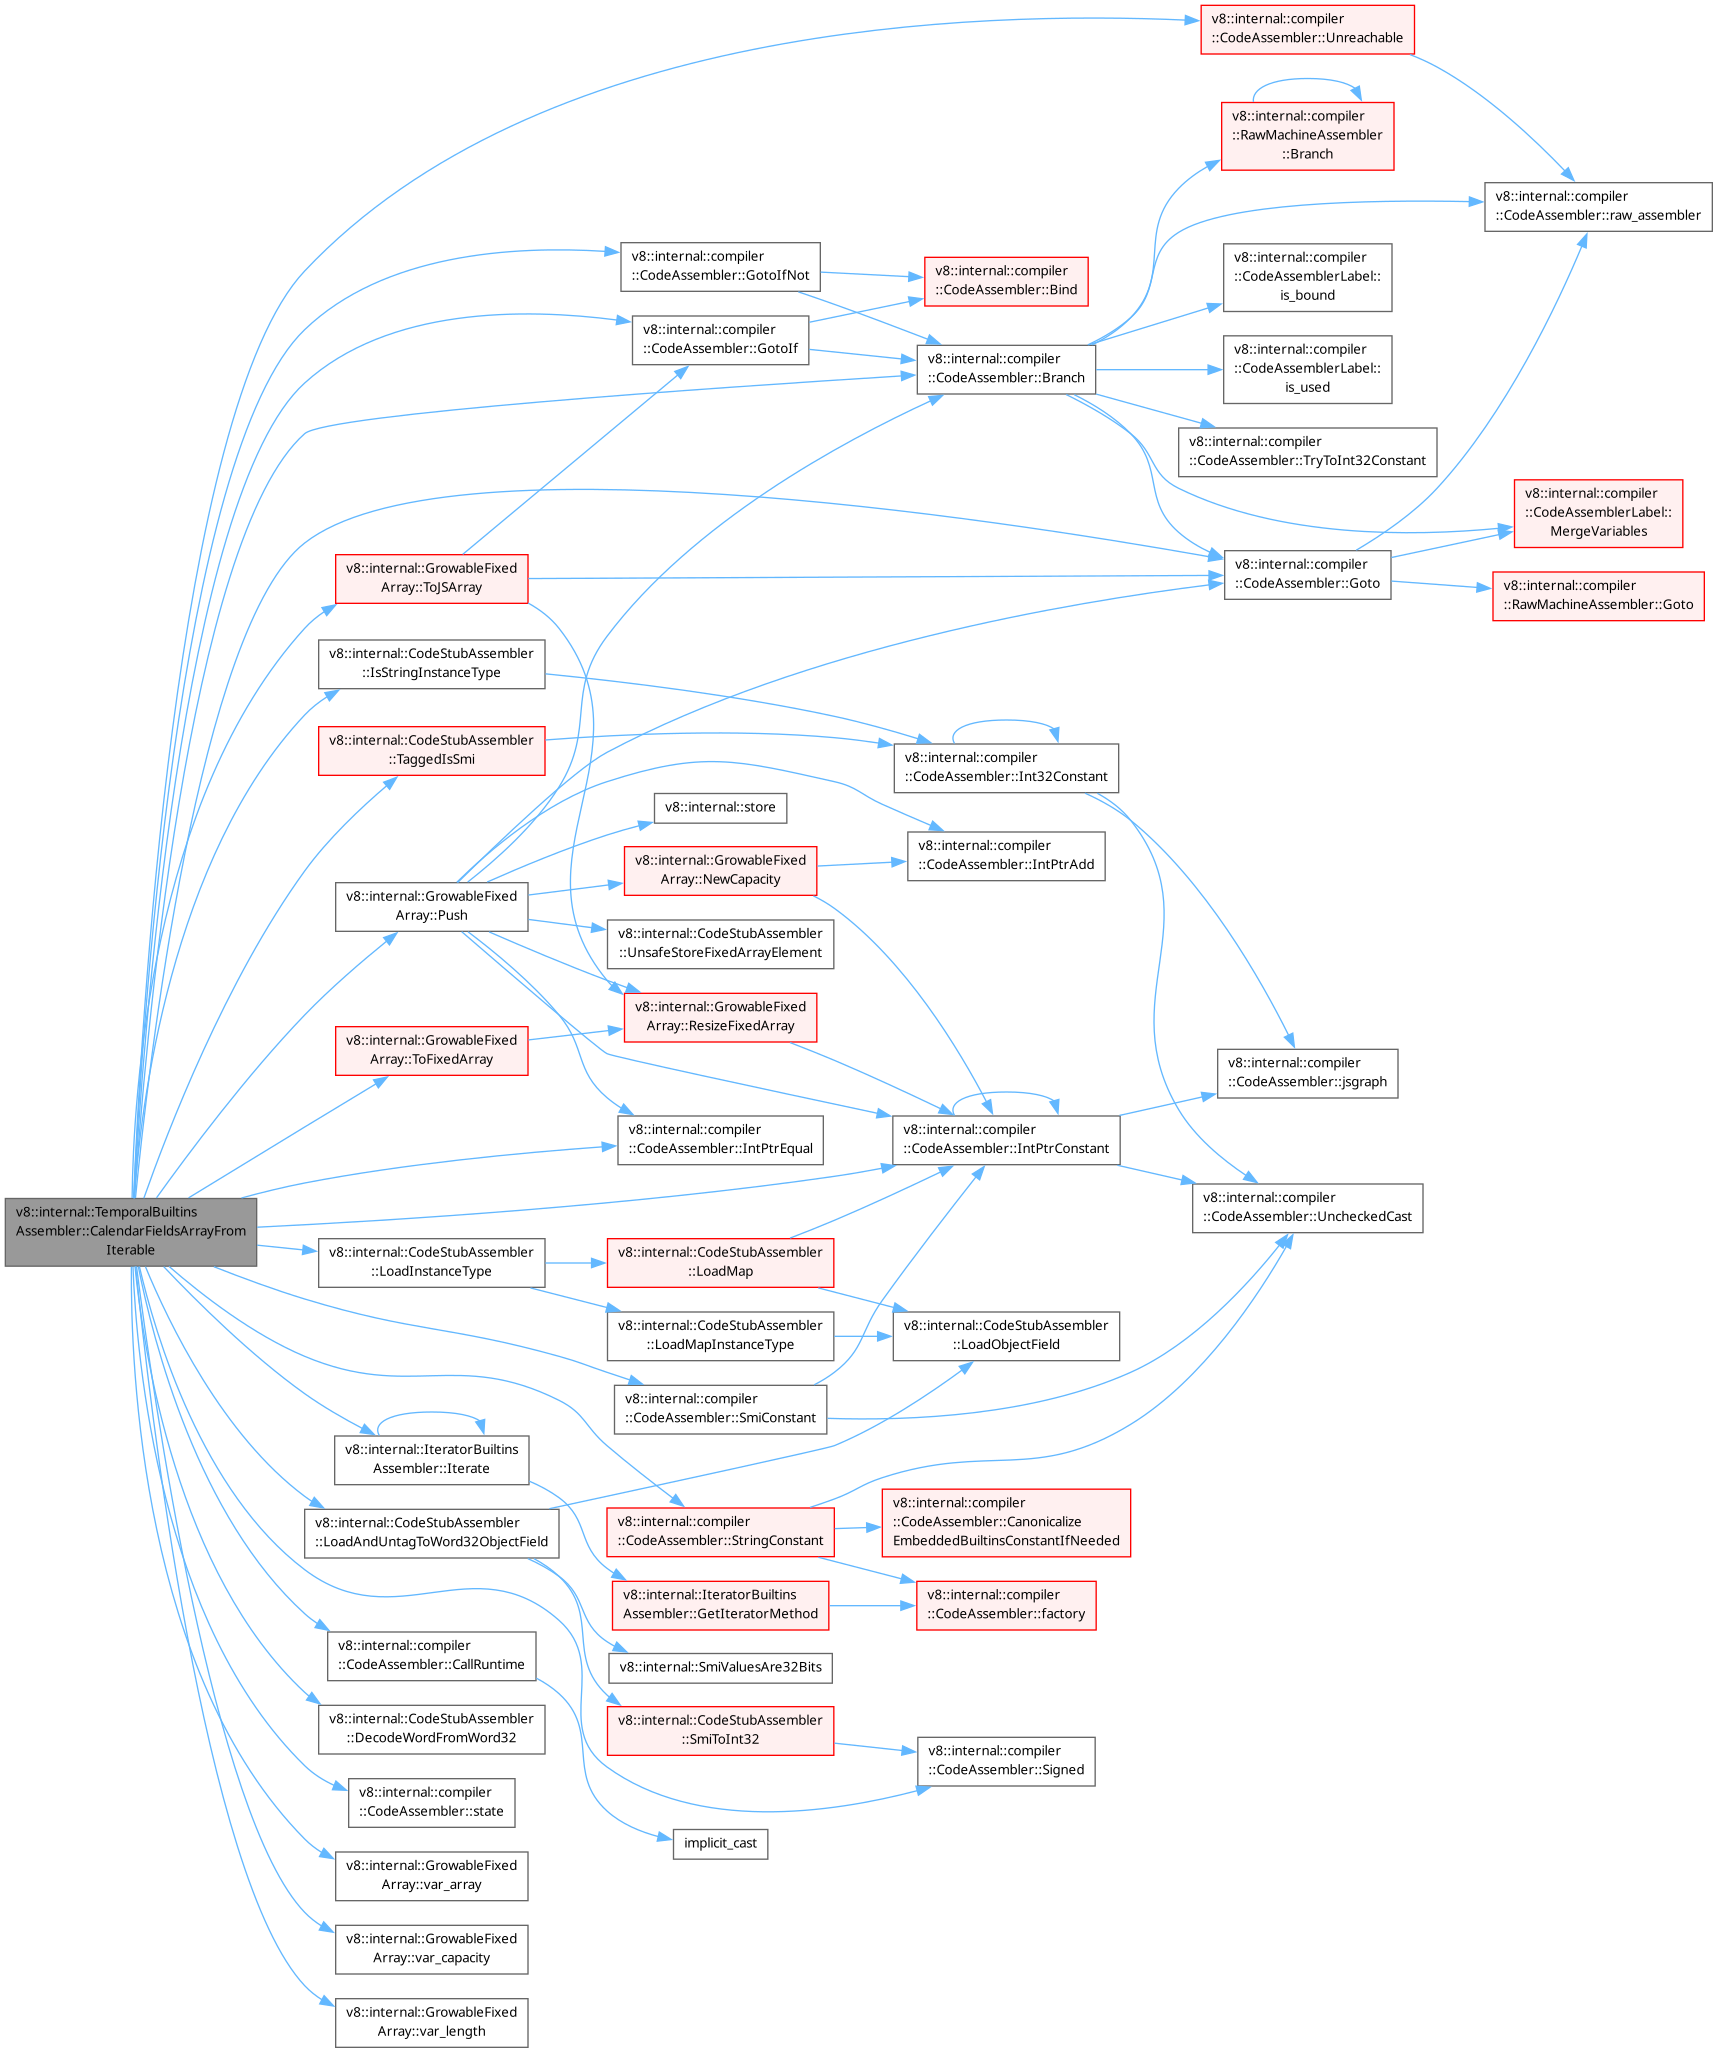 v8::internal::compiler
::CodeAssembler::Unreachable
v8::internal::compiler
::RawMachineAssembler
::Branch
v8::internal::compiler
::CodeAssembler::raw_assembler
v8::internal::compiler
::CodeAssembler::GotoIfNot
v8::internal::compiler
::CodeAssembler::Bind
v8::internal::compiler
::CodeAssemblerLabel::
is_bound
v8::internal::compiler
::CodeAssembler::GotoIf
v8::internal::compiler
::CodeAssembler::Branch
v8::internal::compiler
::CodeAssemblerLabel::
is_used
v8::internal::compiler
::CodeAssembler::TryToInt32Constant
v8::internal::compiler
::CodeAssemblerLabel::
MergeVariables
v8::internal::GrowableFixed
Array::ToJSArray
v8::internal::compiler
::CodeAssembler::Goto
v8::internal::compiler
::RawMachineAssembler::Goto
v8::internal::CodeStubAssembler
::IsStringInstanceType
v8::internal::CodeStubAssembler
::TaggedIsSmi
v8::internal::compiler
::CodeAssembler::Int32Constant
v8::internal::store
v8::internal::compiler
::CodeAssembler::IntPtrAdd
v8::internal::GrowableFixed
Array::NewCapacity
v8::internal::GrowableFixed
Array::Push
v8::internal::CodeStubAssembler
::UnsafeStoreFixedArrayElement
v8::internal::GrowableFixed
Array::ResizeFixedArray
v8::internal::GrowableFixed
Array::ToFixedArray
v8::internal::compiler
::CodeAssembler::jsgraph
v8::internal::compiler
::CodeAssembler::IntPtrEqual
v8::internal::compiler
::CodeAssembler::IntPtrConstant
v8::internal::compiler
::CodeAssembler::UncheckedCast
v8::internal::TemporalBuiltins
Assembler::CalendarFieldsArrayFrom
Iterable
v8::internal::CodeStubAssembler
::LoadInstanceType
v8::internal::CodeStubAssembler
::LoadMap
v8::internal::CodeStubAssembler
::LoadMapInstanceType
v8::internal::CodeStubAssembler
::LoadObjectField
v8::internal::compiler
::CodeAssembler::SmiConstant
v8::internal::IteratorBuiltins
Assembler::Iterate
v8::internal::CodeStubAssembler
::LoadAndUntagToWord32ObjectField
v8::internal::compiler
::CodeAssembler::StringConstant
v8::internal::compiler
::CodeAssembler::Canonicalize
EmbeddedBuiltinsConstantIfNeeded
v8::internal::IteratorBuiltins
Assembler::GetIteratorMethod
v8::internal::compiler
::CodeAssembler::factory
v8::internal::compiler
::CodeAssembler::CallRuntime
v8::internal::SmiValuesAre32Bits
v8::internal::CodeStubAssembler
::DecodeWordFromWord32
v8::internal::CodeStubAssembler
::SmiToInt32
v8::internal::compiler
::CodeAssembler::Signed
v8::internal::compiler
::CodeAssembler::state
implicit_cast
v8::internal::GrowableFixed
Array::var_array
v8::internal::GrowableFixed
Array::var_capacity
v8::internal::GrowableFixed
Array::var_length